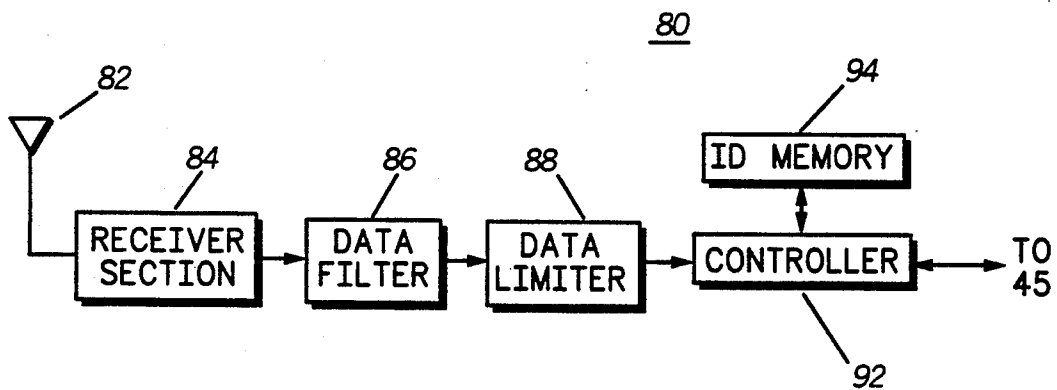 80
82
94
84
86
88
ID MEMORY
RECEIVER
SECTION
DATA
FILTER
DATA
LIMITER
CONTROLLER
TO
45
92